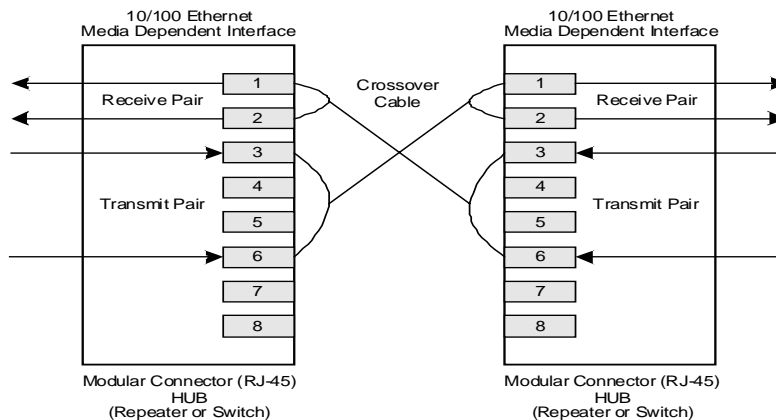 10/100 Ethernet
Media Dependent Interface
10/100 Ethernet
Media Dependent Interface
1
Receive Pair
2
3
4
Transmit Pair
5
6
7
8
Crossover
Cable
1
Receive Pair
2
3
4
Transmit Pair
5
6
7
8
Modular Connector (RJ-45)
HUB
(Repeater or Switch)
Modular Connector (RJ-45)
HUB
(Repeater or Switch)